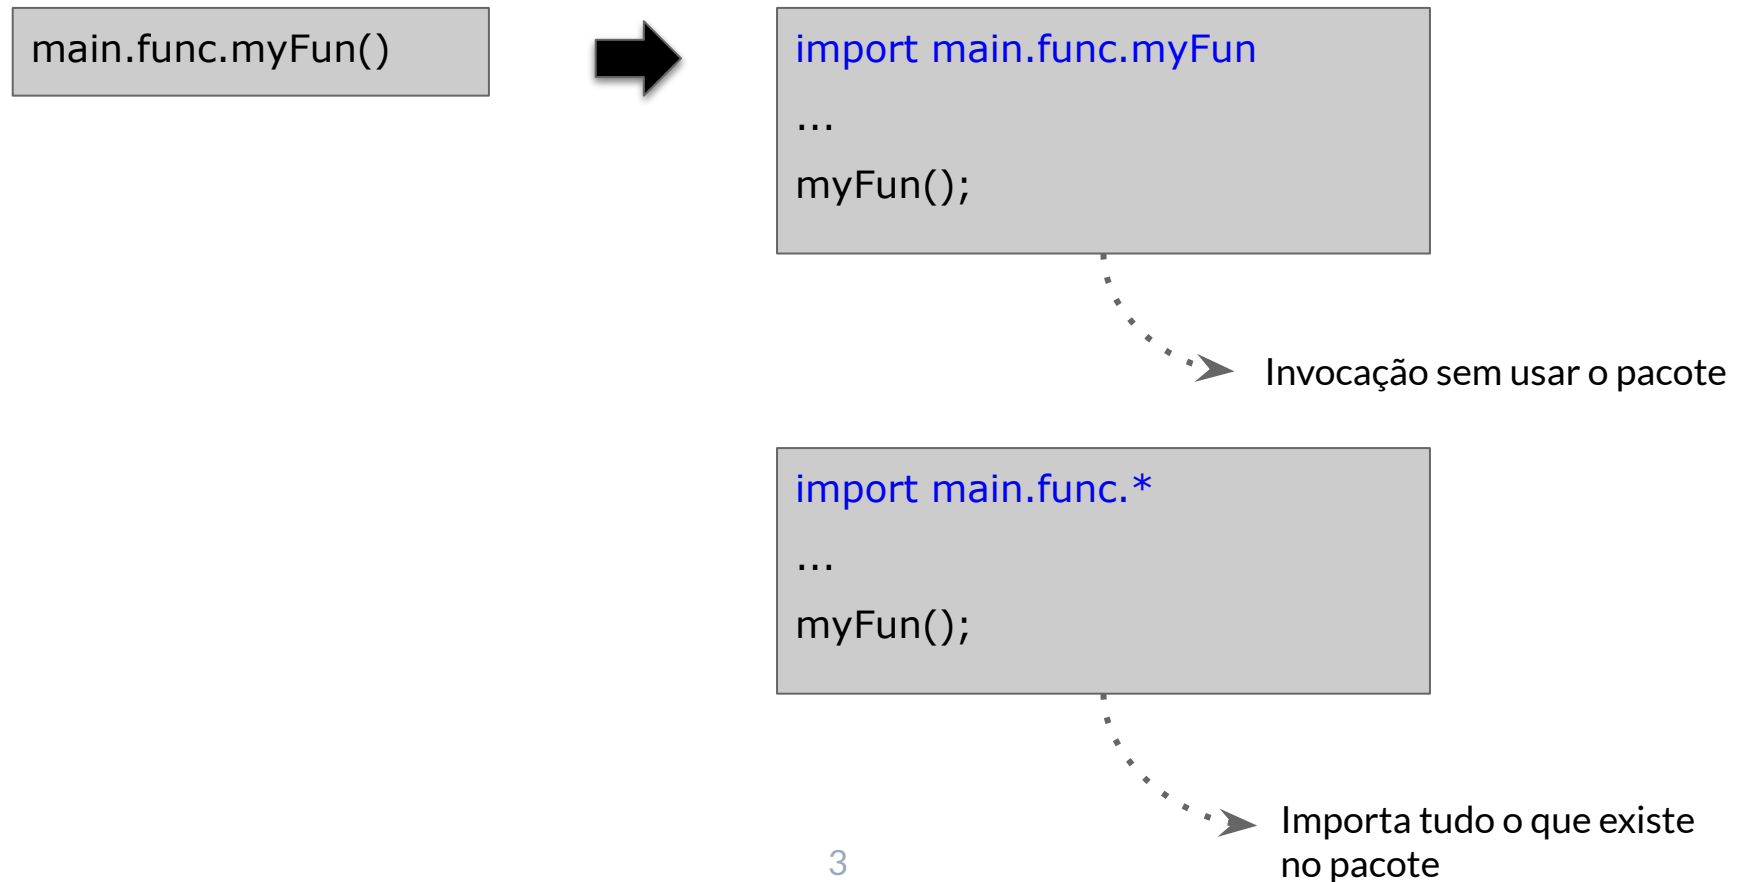 main.func.myFun()
import main.func.myFun
...
myFun();
Invocação sem usar o pacote
import main.func.*
...
myFun();
Importa tudo o que existe
no pacote
3